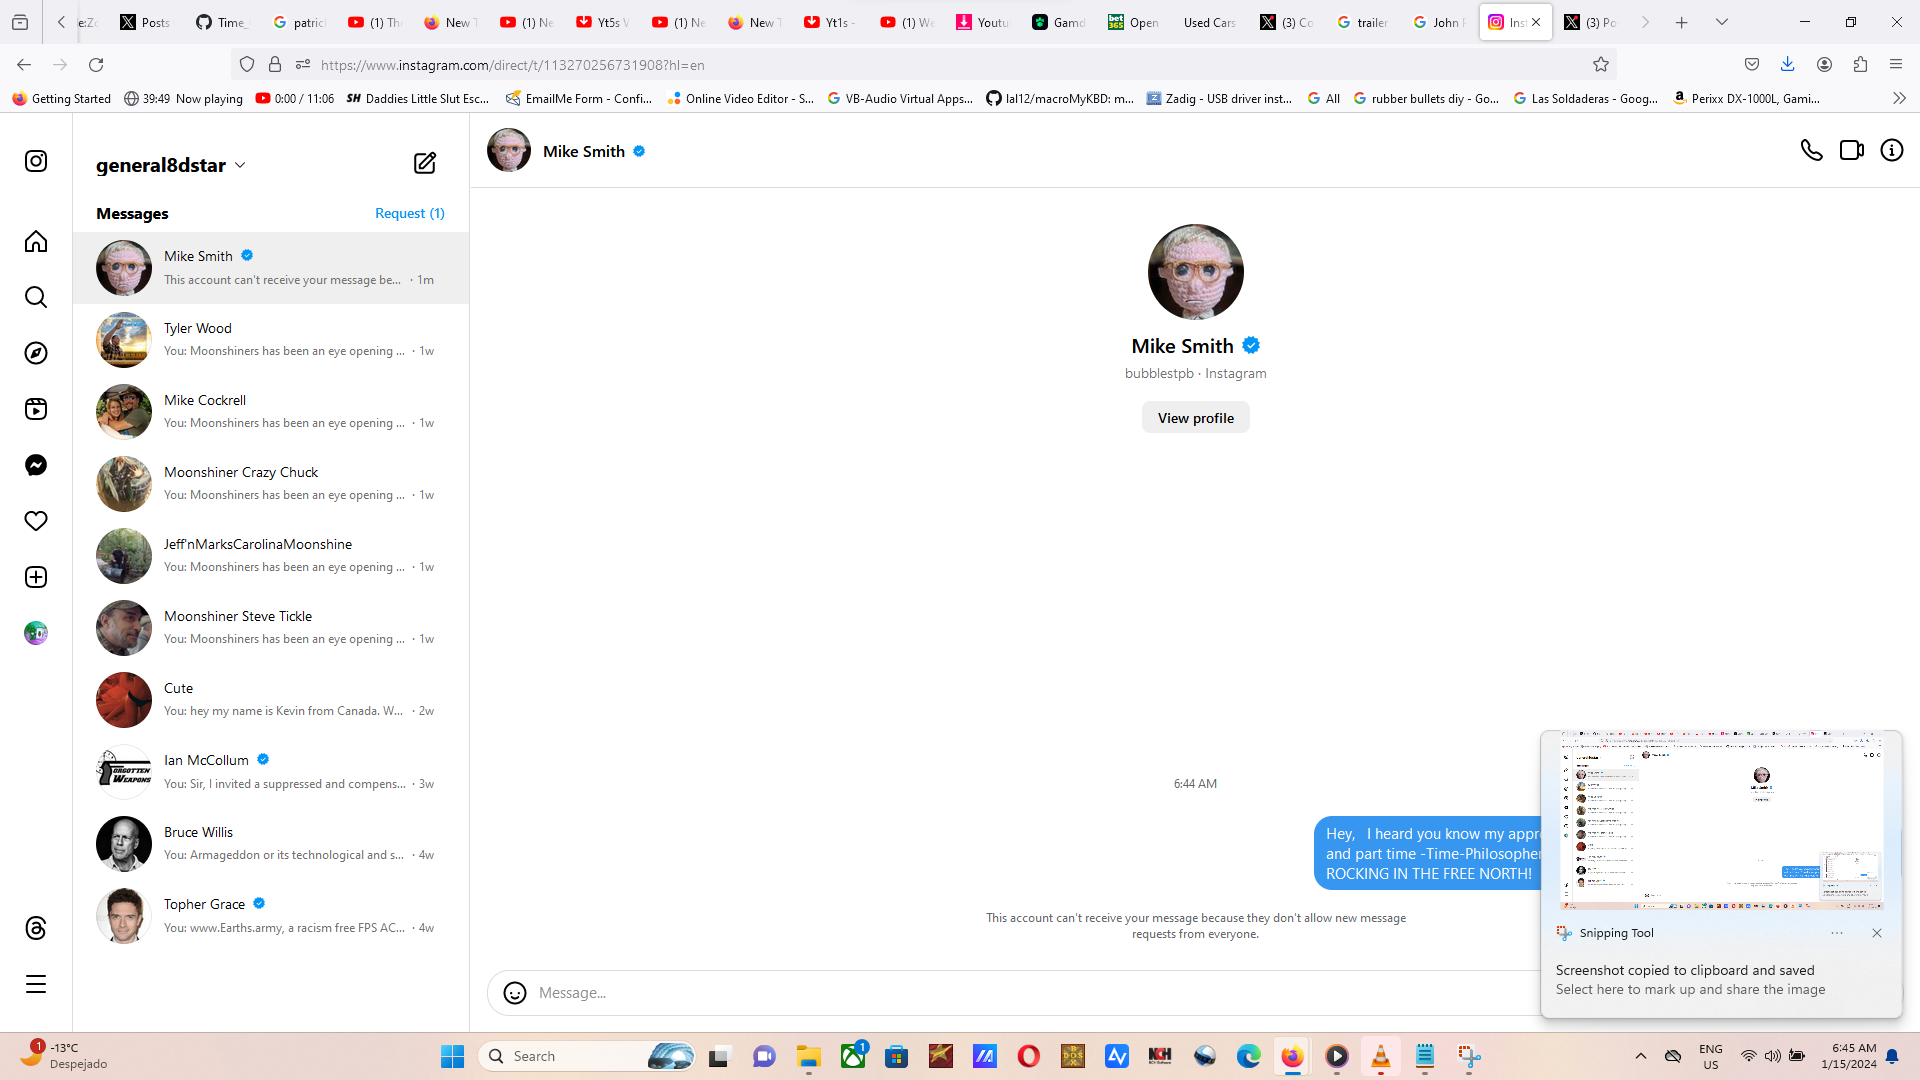 e:Zc
Posts
Time_
patric
(1) Th
New T
(1) Ne
Yt5s V
(1) Ne
New T
Yt1s -
(1) We
Youtu
Gamd
bet365
Open
Used Cars
(3) Co
trailer
John R
Inst
(3) Po
https://www.instagram.com/direct/t/113270256731908?hl=en
Getting Started
39:49 Now playing
0:00 / 11:06
SH Daddies Little Slut Esc...
EmailMe Form - Confi...
Online Video Editor - S...
VB-Audio Virtual Apps...
lal12/macroMyKBD: m...
Zadig - USB driver inst...
All
rubber bullets diy - Go...
Las Soldaderas - Goog...
Perixx DX-1000L, Gami...
general8dstar
Messages
Request (1)
Mike Smith
This account can't receive your message be... · 1m
Tyler Wood
You: Moonshiners has been an eye opening ... · 1w
Mike Cockrell
You: Moonshiners has been an eye opening ... · 1w
Moonshiner Crazy Chuck
You: Moonshiners has been an eye opening ... · 1w
Jeff'nMarksCarolinaMoonshine
You: Moonshiners has been an eye opening ... · 1w
Moonshiner Steve Tickle
You: Moonshiners has been an eye opening ... · 1w
Cute
You: hey my name is Kevin from Canada. W... · 2w
Ian McCollum
FORGOTTEN
WEAPONS
You: Sir, I invited a suppressed and compens... · 3w
Bruce Willis
You: Armageddon or its technological and s... · 4w
Topher Grace
You: www.Earths.army, a racism free FPS AC... · 4w
Mike Smith
Mike Smith
bubblestpb · Instagram
View profile
6:44 AM
Hey, I heard you know my appr
and part time -Time-Philosopher
ROCKING IN THE FREE NORTH!
This account can't receive your message because they don't allow new message
requests from everyone.
Message...
Snipping Tool
Screenshot copied to clipboard and saved
Select here to mark up and share the image
1
-13°C
Despejado
Search
1
DOS
NCH
ENG
US
6:45 AM
1/15/2024